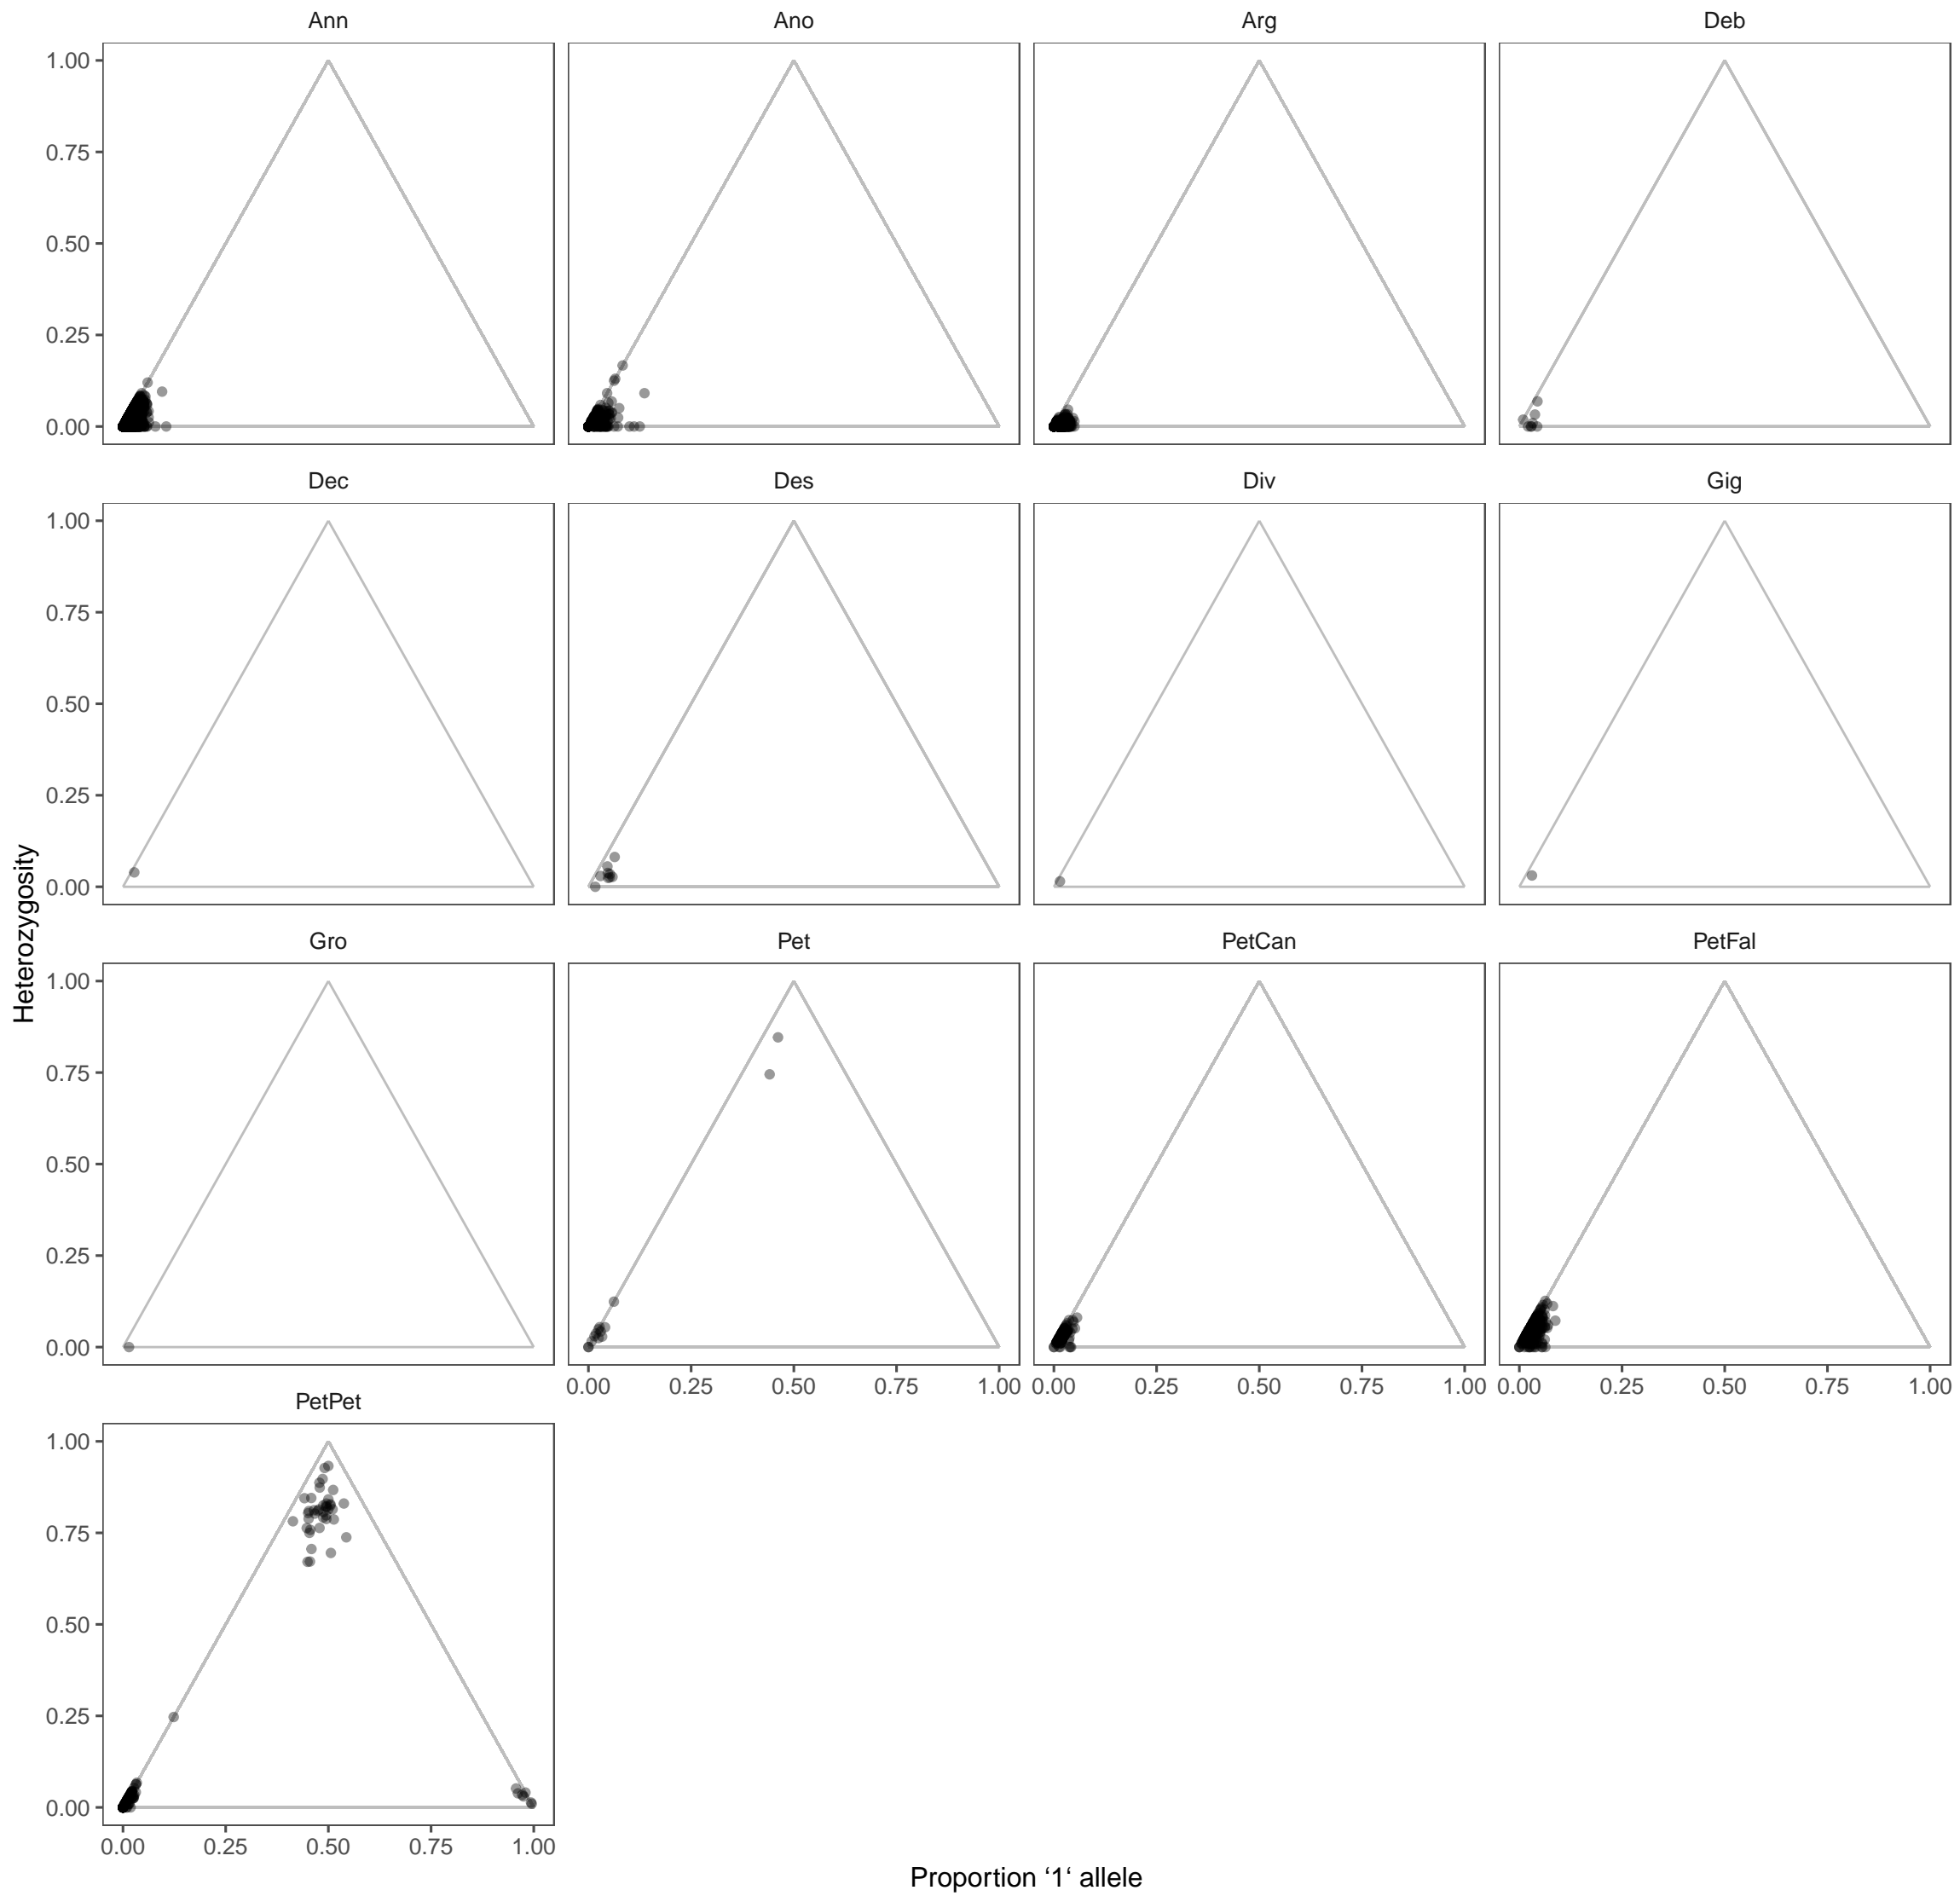 Ann Ano Arg Deb
1.00
0.75
0.50
0.25
0.00
Dec Des Div Gig
1.00
0.75
0.50
0.25
0.00
Heterozygosity
Gro Pet PetCan PetFal
1.00
0.75
0.50
0.25
0.00
0.00 0.25 0.50 0.75 1.00 0.00 0.25 0.50 0.75 1.00 0.00 0.25 0.50 0.75 1.00
PetPet
1.00
0.75
0.50
0.25
0.00
0.00 0.25 0.50 0.75 1.00
Proportion ‘1‘ allele